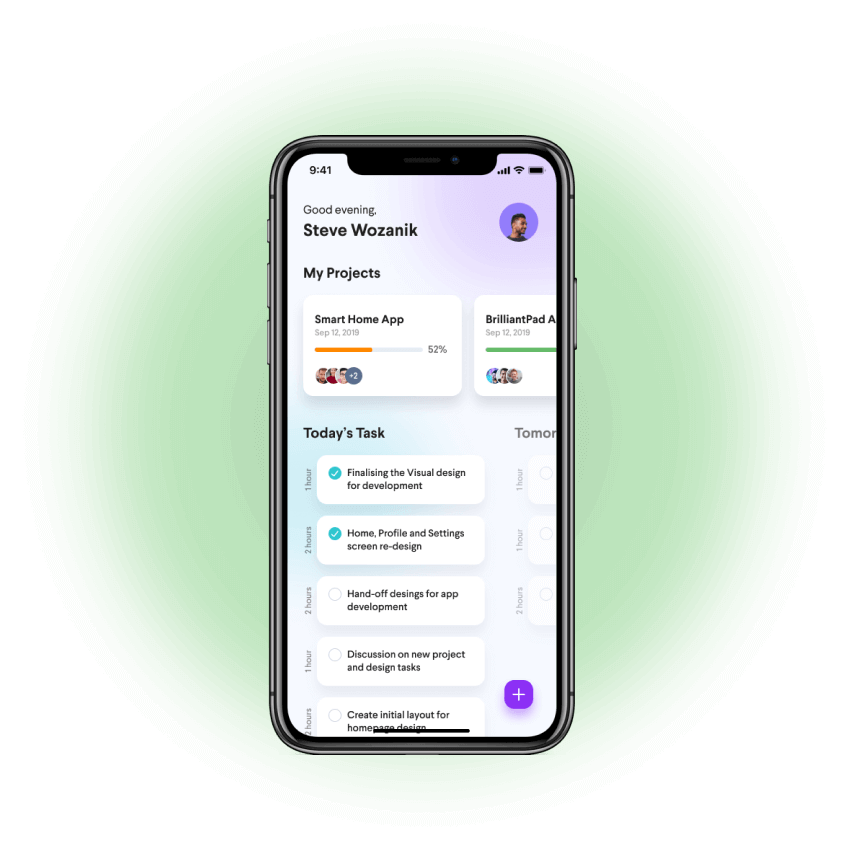 9:41
Good evening,
Steve Wozanik
My Projects
Smart Home App
Sep 12, 2019
52%
+2
BrilliantPad A
Sep 12, 2019
Today's Task
Tomor
1 hour
Finalising the Visual design
for development
1 hour
2 hours
Home, Profile and Settings
screen re-design
1 hour
2 hours
Hand-off desings for app
development
2 hours
1 hour
Discussion on new project
and design tasks
2 hours
Create initial layout for
homepage design